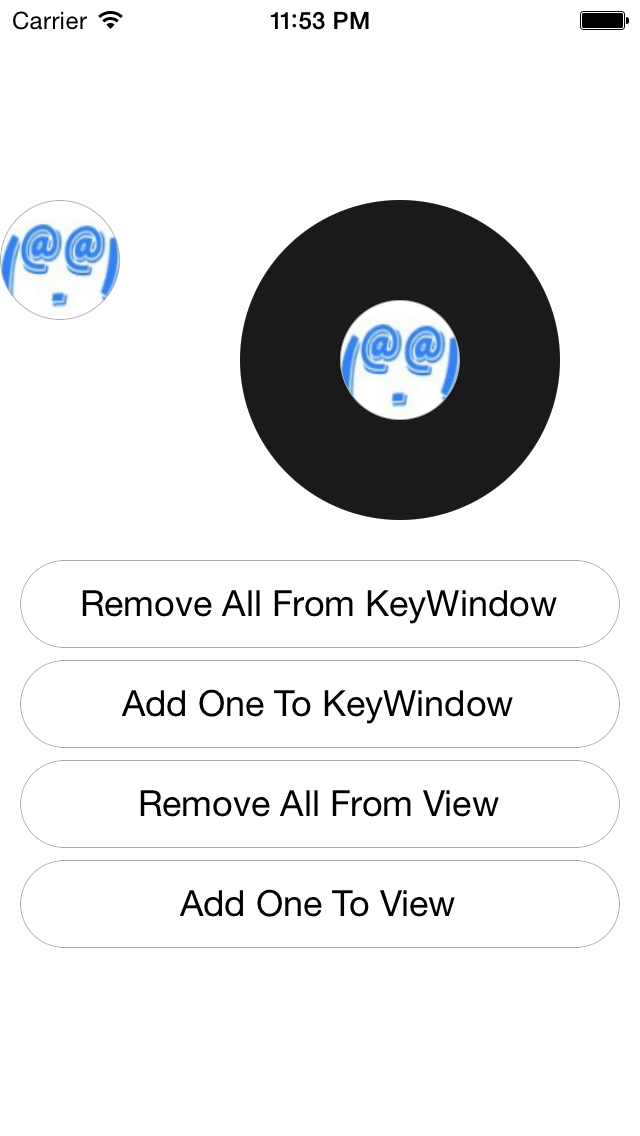 Carrier 11:53 PM
@@
@@
Remove All From KeyWindow
Add One To KeyWindow
Remove All From View
Add One To View